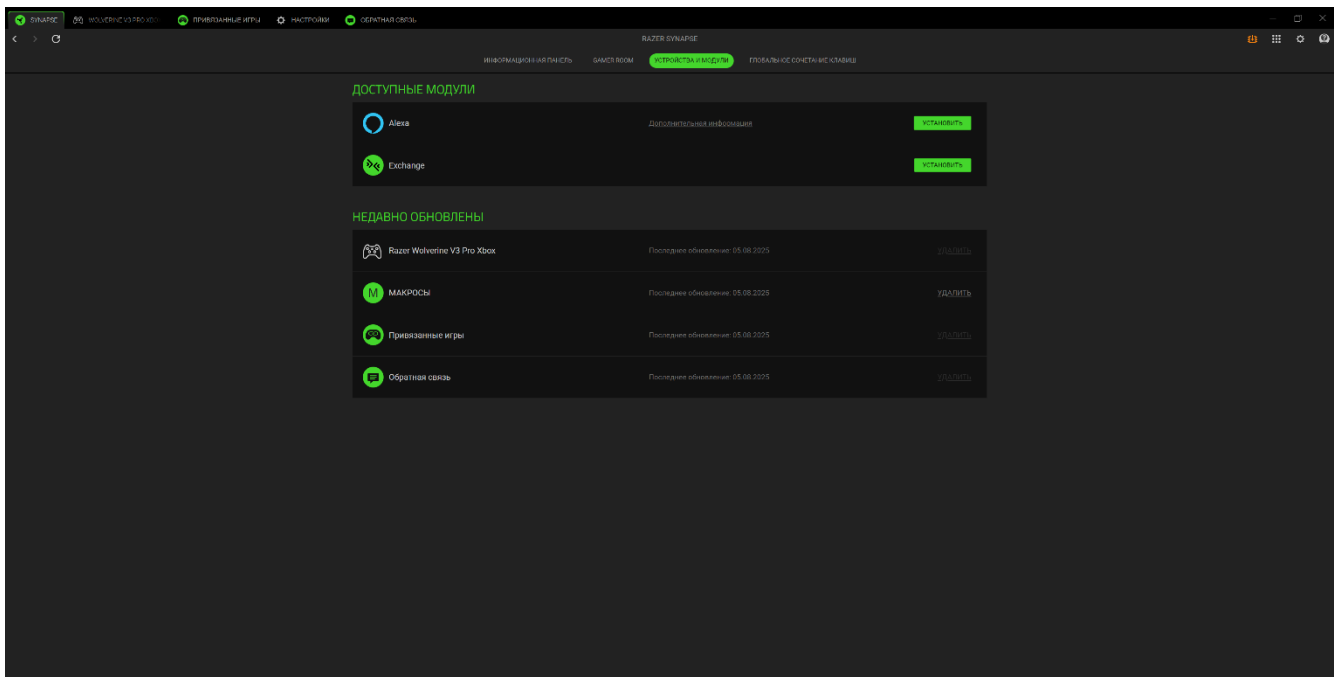 SYNAPSE WOLVERINE V3 PRO XBO ПРИВЯЗАННЫЕ ИГРЫ НАСТРОЙКИ ОБРАТНАЯ СВЯЗЬ
RAZER SYNAPSE
ИНФОРМАЦИОННАЯ ПАНЕЛЬ GAMER ROOM УСТРОЙСТВА И МОДУЛИ ГЛОБАЛЬНОЕ СОЧЕТАНИЕ КЛАВИШ
ДОСТУПНЫЕ МОДУЛИ
Alexa Дополнительная информация УСТАНОВИТЬ
Exchange УСТАНОВИТЬ
НЕДАВНО ОБНОВЛЕНЫ
Razer Wolverine V3 Pro Xbox Последнее обновление: 05.08.2025 УДАЛИТЬ
М МАКРОСЫ Последнее обновление: 05.08.2025 УДАЛИТЬ
Привязанные игры Последнее обновление: 05.08.2025 УДАЛИТЬ
Обратная связь Последнее обновление: 05.08.2025 УДАЛИТЬ